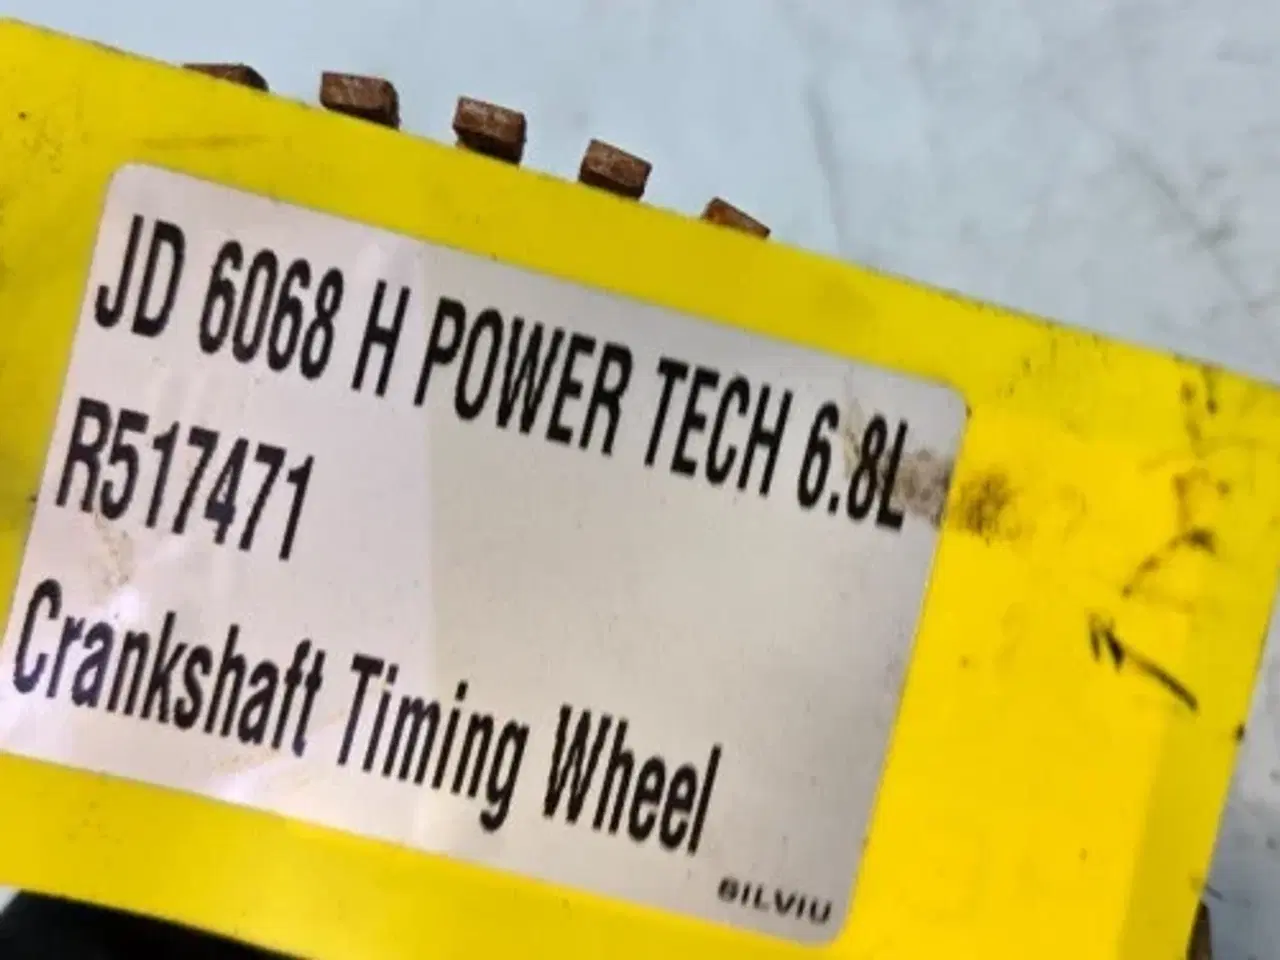 JD 6068 H POWER TECH 6.8L
R517471
Crankshaft Timing Wheel
SILVIU